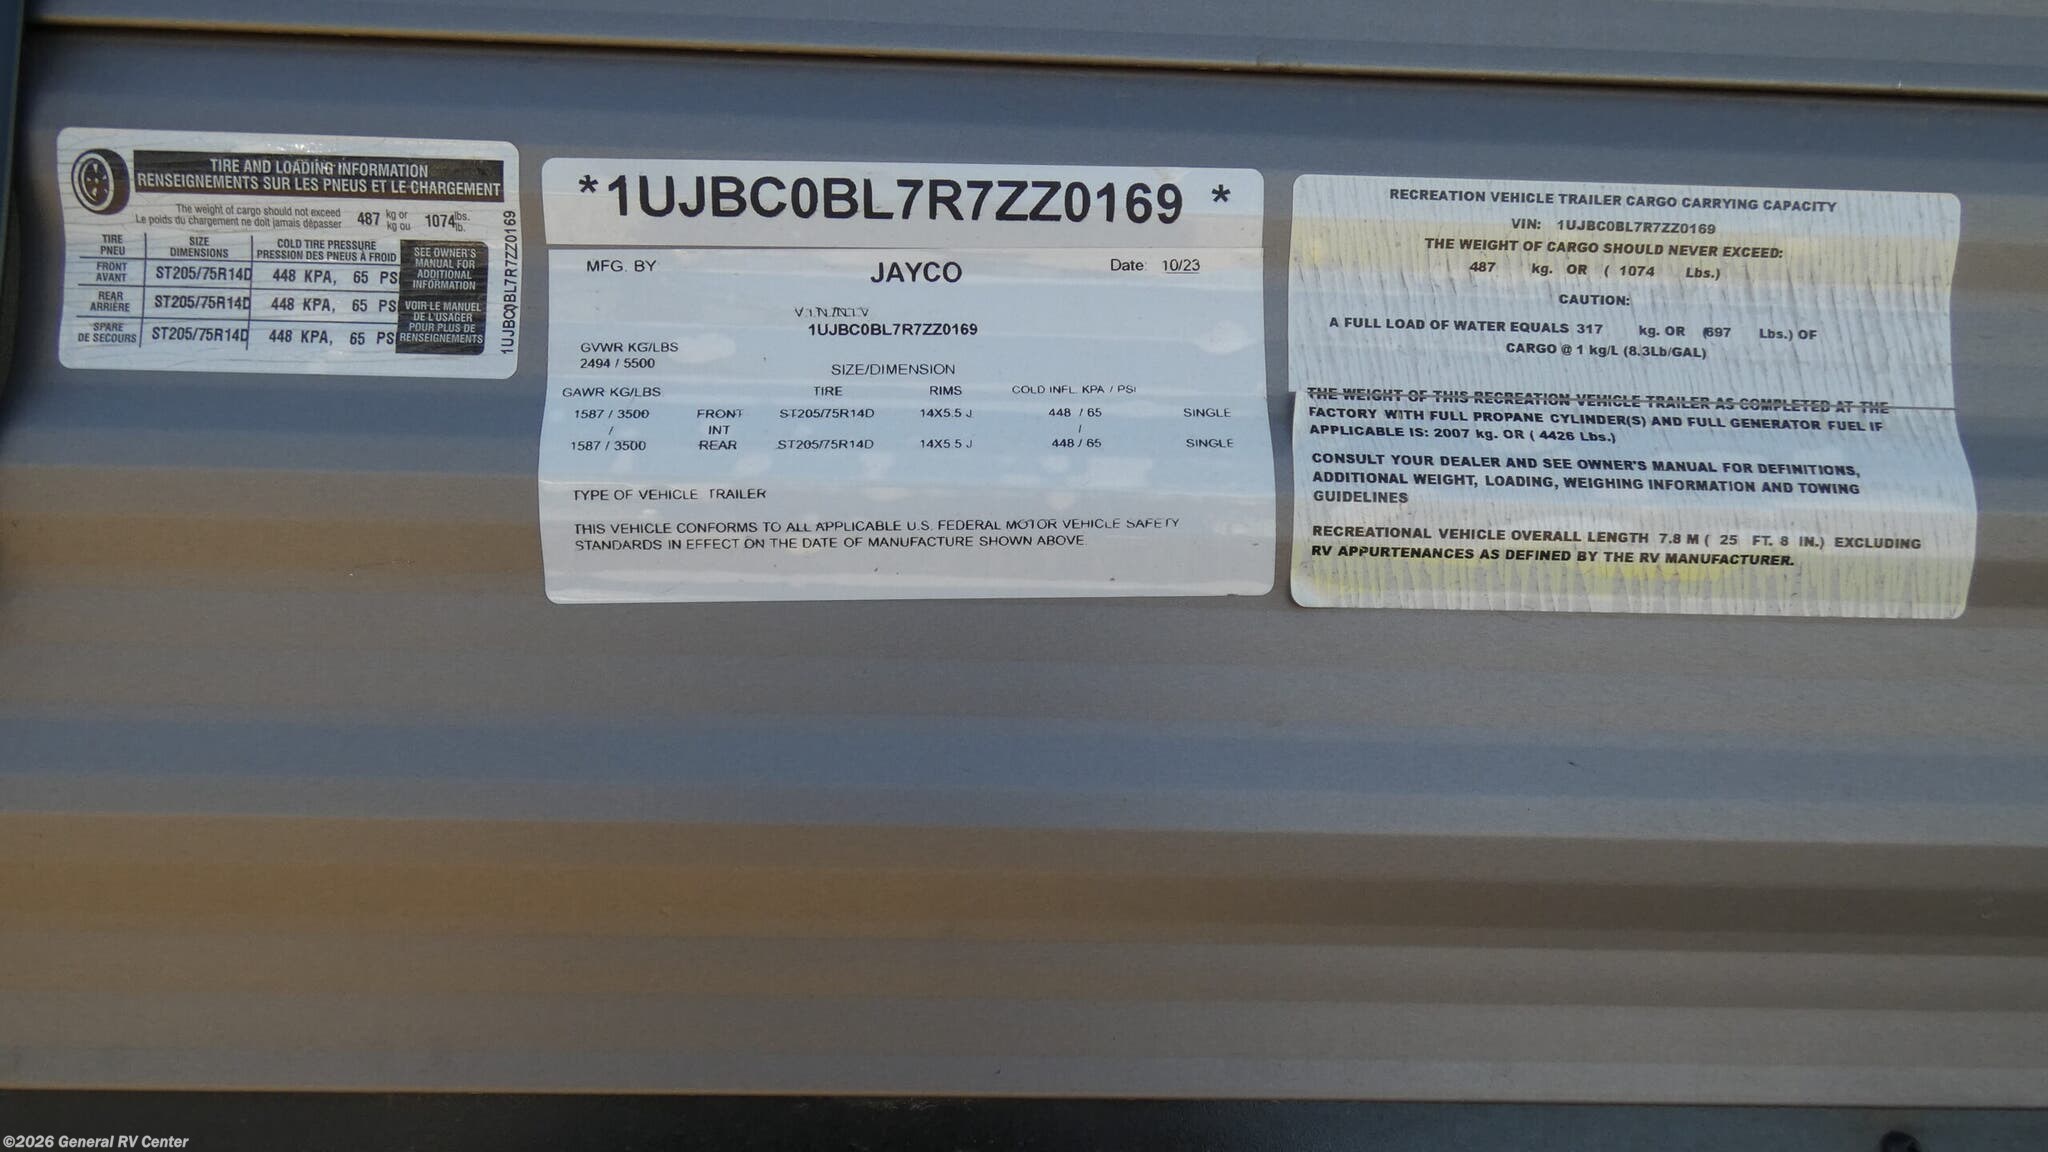 TIRE AND LOADING INFORMATION
RENSEIGNEMENTS SUR LES PNEUS ET LE CHARGEMENT
The weight of cargo should not exceed 487 kg or 1074 lbs.
Le poids du chargement ne doit jamais dépasser kg ou lb.
TIRE SIZE COLD TIRE PRESSURE
PNEU DIMENSIONS PRESSION DES PNEUS À FROID
FRONT
AVANT ST205/75R14D 448 KPA, 65 PSI
REAR
ARRIÈRE ST205/75R14D 448 KPA, 65 PSI
SPARE
DE SECOURS ST205/75R14D 448 KPA, 65 PSI
SEE OWNER'S
MANUAL FOR
ADDITIONAL
INFORMATION
VOIR LE MANUEL
DE L'USAGER
POUR PLUS DE
RENSEIGNEMENTS
1UJBC0BL7R7ZZ0169
*1UJBC0BL7R7ZZ0169 *
MFG. BY JAYCO Date: 10/23
1UJBC0BL7R7ZZ0169
GVWR KG/LBS
2494 / 5500
SIZE/DIMENSION
GAWR KG/LBS TIRE RIMS COLD INFL. KPA / PSI
1587 / 3500 FRONT ST205/75R14D 14X5.5 J 448 / 65 SINGLE
/ INT /
1587 / 3500 REAR ST205/75R14D 14X5.5 J 448 / 65 SINGLE
TYPE OF VEHICLE TRAILER
THIS VEHICLE CONFORMS TO ALL APPLICABLE U.S. FEDERAL MOTOR VEHICLE SAFETY
STANDARDS IN EFFECT ON THE DATE OF MANUFACTURE SHOWN ABOVE.
RECREATION VEHICLE TRAILER CARGO CARRYING CAPACITY
VIN: 1UJBC0BL7R7ZZ0169
THE WEIGHT OF CARGO SHOULD NEVER EXCEED:
487 kg. OR ( 1074 Lbs.)
CAUTION:
A FULL LOAD OF WATER EQUALS 317 kg. OR (697 Lbs.) OF
CARGO @ 1 kg/L (8.3Lb/GAL)
THE WEIGHT OF THIS RECREATION VEHICLE TRAILER AS COMPLETED AT THE
FACTORY WITH FULL PROPANE CYLINDER(S) AND FULL GENERATOR FUEL IF
APPLICABLE IS: 2007 kg. OR ( 4426 Lbs.)
CONSULT YOUR DEALER AND SEE OWNER'S MANUAL FOR DEFINITIONS,
ADDITIONAL WEIGHT, LOADING, WEIGHING INFORMATION AND TOWING
GUIDELINES
RECREATIONAL VEHICLE OVERALL LENGTH 7.8 M ( 25 FT. 8 IN.) EXCLUDING
RV APPURTENANCES AS DEFINED BY THE RV MANUFACTURER.
©2026 General RV Center